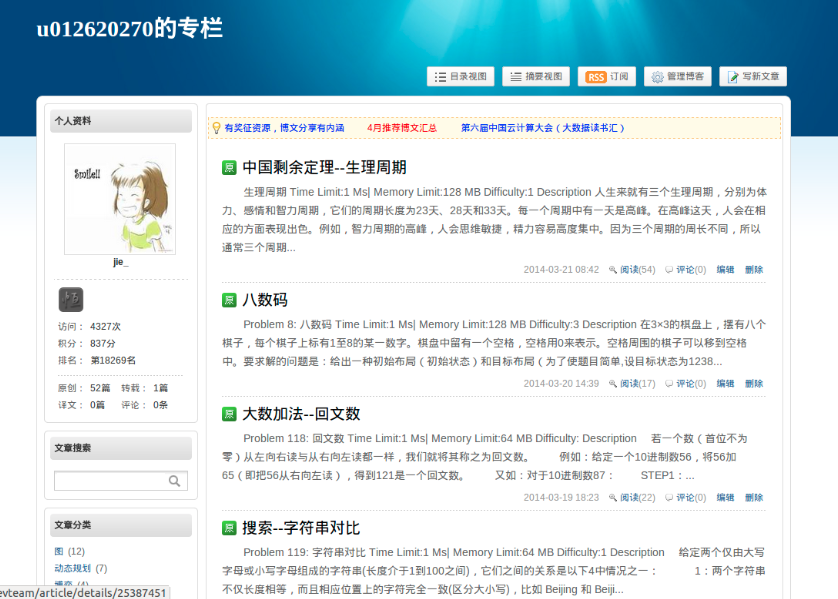 u012620270的专栏
目录视图 摘要视图 RSS 订阅 管理博客 写新文章
个人资料
Smile!!
jie_
恒
访问： 4327次
积分： 837分
排名： 第18269名
原创： 52篇 转载： 1篇
译文： 0篇 评论： 0条
文章搜索
文章分类
图 (12)
动态规划 (7)
evteam/article/details/25387451
有奖征资源，博文分享有内涵 4月推荐博文汇总 第六届中国云计算大会（大数据读书汇）
原 中国剩余定理--生理周期
生理周期 Time Limit:1 Ms| Memory Limit:128 MB Difficulty:1 Description 人生来就有三个生理周期，分别为体
力、感情和智力周期，它们的周期长度为23天、28天和33天。每一个周期中有一天是高峰。在高峰这天，人会在相
应的方面表现出色。例如，智力周期的高峰，人会思维敏捷，精力容易高度集中。因为三个周期的周长不同，所以
通常三个周期...
2014-03-21 08:42 阅读(54) 评论(0) 编辑 删除
原 八数码
Problem 8: 八数码 Time Limit:1 Ms| Memory Limit:128 MB Difficulty:3 Description 在3×3的棋盘上，摆有八个
棋子，每个棋子上标有1至8的某一数字。棋盘中留有一个空格，空格用0来表示。空格周围的棋子可以移到空格
中。要求解的问题是：给出一种初始布局（初始状态）和目标布局（为了使题目简单,设目标状态为1238...
2014-03-20 14:39 阅读(17) 评论(0) 编辑 删除
原 大数加法--回文数
Problem 118: 回文数 Time Limit:1 Ms| Memory Limit:64 MB Difficulty: Description 若一个数（首位不为
零）从左向右读与从右向左读都一样，我们就将其称之为回文数。 例如：给定一个10进制数56，将56加
65（即把56从右向左读），得到121是一个回文数。 又如：对于10进制数87： STEP1：...
2014-03-19 18:23 阅读(22) 评论(0) 编辑 删除
原 搜索--字符串对比
Problem 119: 字符串对比 Time Limit:1 Ms| Memory Limit:64 MB Difficulty:1 Description 给定两个仅由大写
字母或小写字母组成的字符串(长度介于1到100之间)，它们之间的关系是以下4中情况之一： 1：两个字符串
不仅长度相等，而且相应位置上的字符完全一致(区分大小写)，比如 Beijing 和 Beiji...